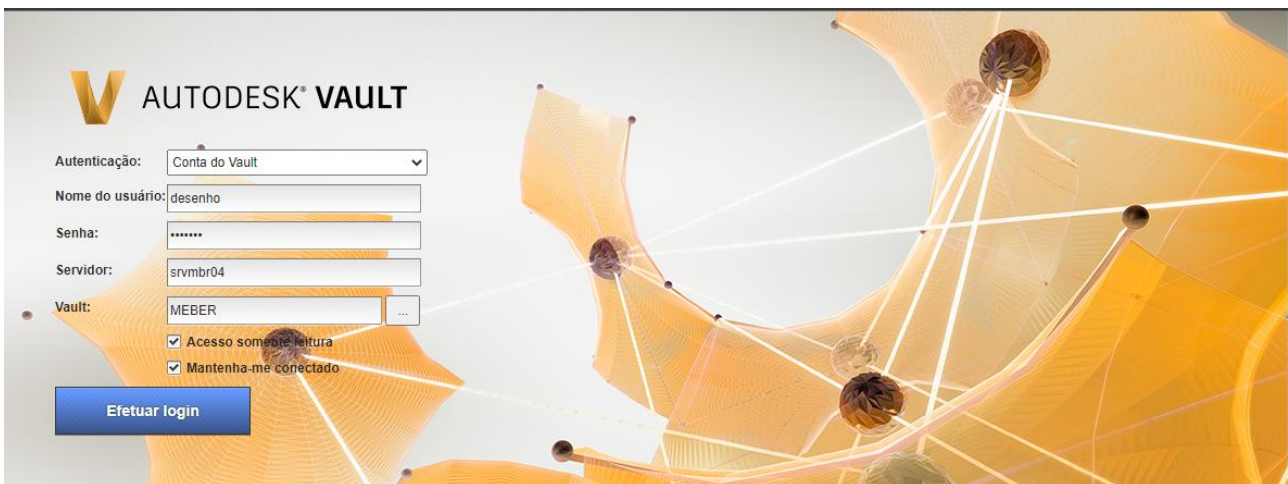 AUTODESK® VAULT
Autenticação: Conta do Vault
Nome do usuário: desenho
Senha: •••••••
Servidor: srvmbr04
Vault: MEBER ...
Acesso somente leitura
Mantenha-me conectado
Efetuar login